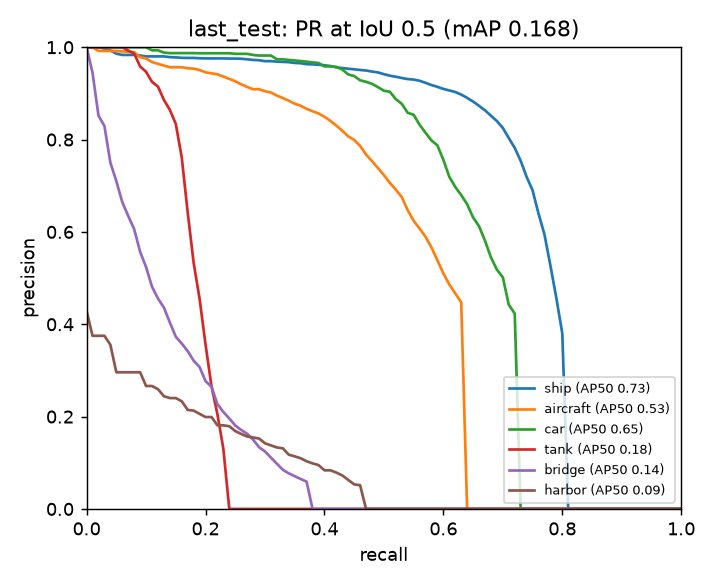 last_test: PR at IoU 0.5 (mAP 0.168)
precision
1.0
0.8
0.6
0.4
0.2
0.0
ship (AP50 0.73)
aircraft (AP50 0.53)
car (AP50 0.65)
tank (AP50 0.18)
bridge (AP50 0.14)
harbor (AP50 0.09)
0.0 0.2 0.4 0.6 0.8 1.0
recall